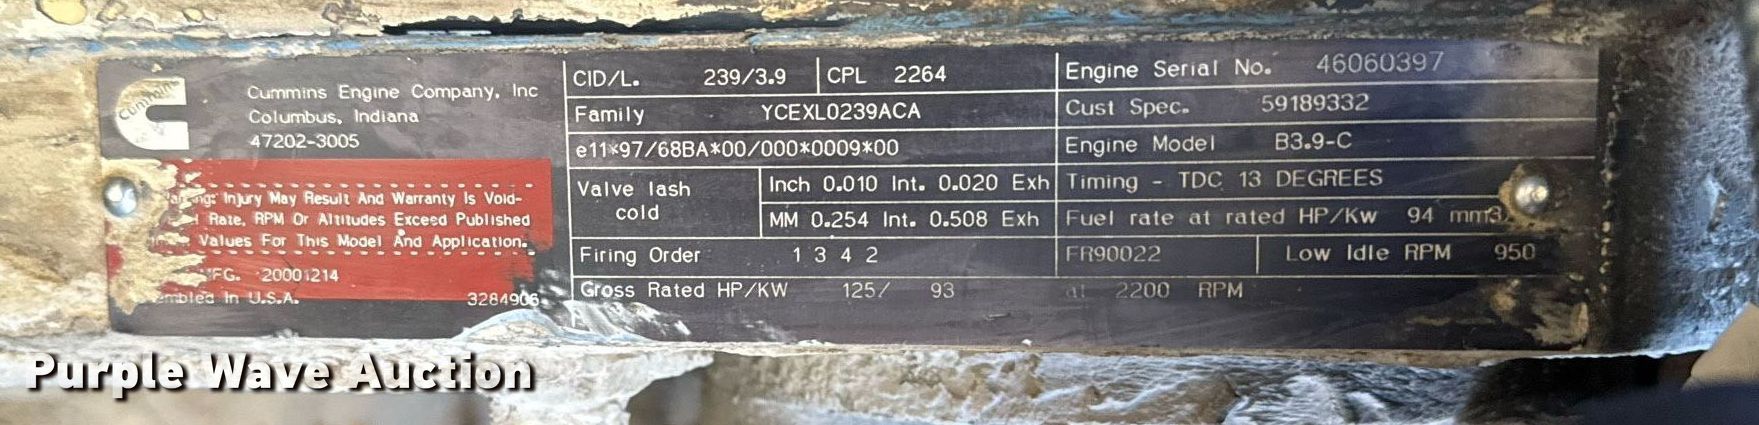 Cummins
Cummins Engine Company, Inc
Columbus, Indiana
47202-3005
Injury May Result And Warranty Is Void-
Rate, RPM Or Altitudes Exceed Published
Values For This Model And Application.
MFG. 20001214
In U.S.A. 3284906
CID/L. 239/3.9 CPL 2264
Family YCEXL0239ACA
e11*97/68BA*00/000*0009*00
Valve lash cold
Inch 0.010 Int. 0.020 Exh
MM 0.254 Int. 0.508 Exh
Firing Order 1 3 4 2
Gross Rated HP/KW 125/ 93 at 2200 RPM
Engine Serial No. 46060397
Cust Spec. 59189332
Engine Model B3.9-C
Timing - TDC 13 DEGREES
Fuel rate at rated HP/Kw 94 mm3
FR90022 Low Idle RPM 950
Purple Wave Auction